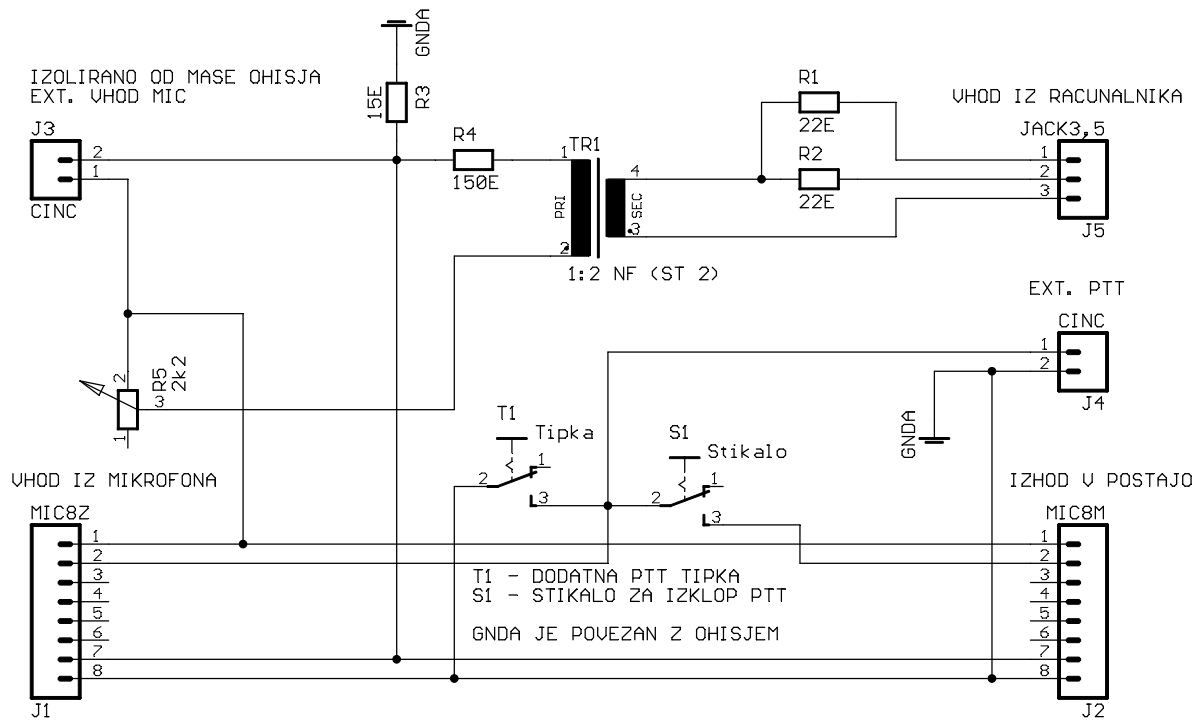 GNDA
IZOLIRANO OD MASE OHISJA
EXT. VHOD MIC
J3
2
1
CINC
15E
R3
R4
150E
TR1
1
2
PRI
SEC
4
3
1:2 NF (ST 2)
R1
22E
R2
22E
VHOD IZ RACUNALNIKA
JACK3,5
1
2
3
J5
EXT. PTT
CINC
1
2
J4
GNDA
2
R5
2k2
3
1
T1
Tipka
2
1
3
S1
Stikalo
2
1
3
VHOD IZ MIKROFONA
MIC8Z
1
2
3
4
5
6
7
8
J1
T1 - DODATNA PTT TIPKA
S1 - STIKALO ZA IZKLOP PTT
GNDA JE POVEZAN Z OHISJEM
IZHOD V POSTAJO
MIC8M
1
2
3
4
5
6
7
8
J2